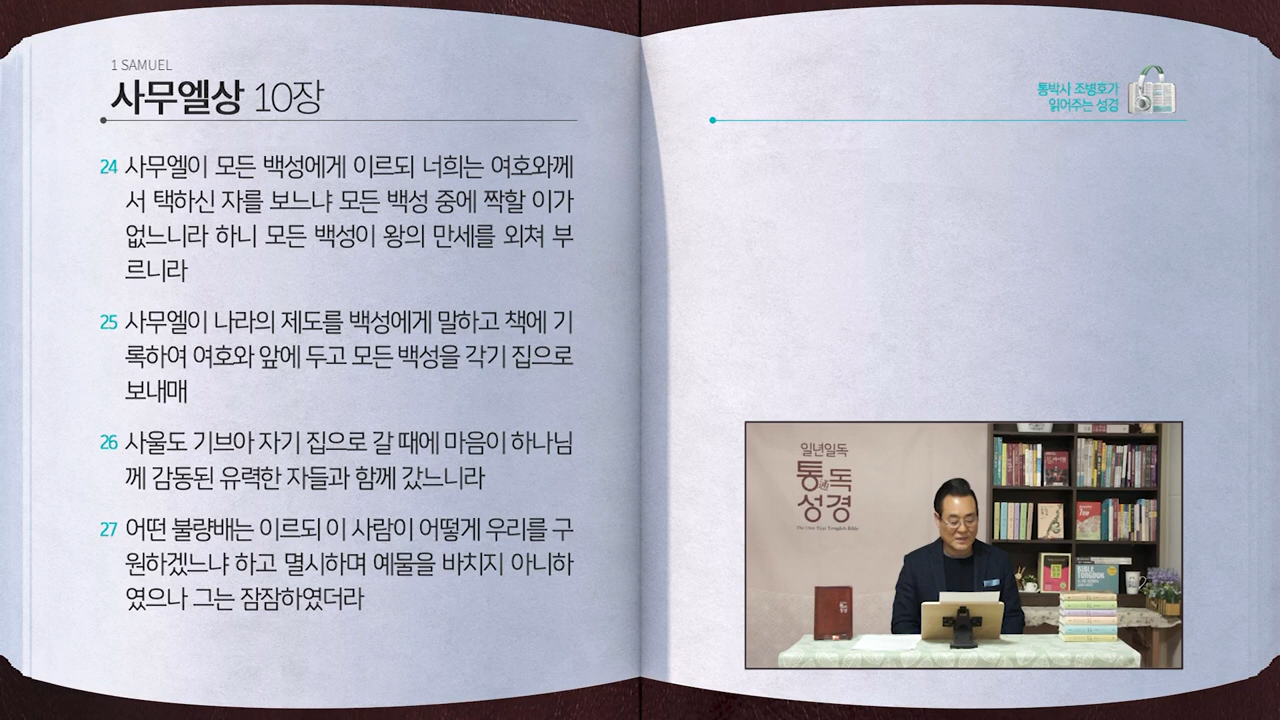 1 SAMUEL
사무엘상 10장
24 사무엘이 모든 백성에게 이르되 너희는 여호와께
서 택하신 자를 보느냐 모든 백성 중에 짝할 이가
없느니라 하니 모든 백성이 왕의 만세를 외쳐 부
르니라
25 사무엘이 나라의 제도를 백성에게 말하고 책에 기
록하여 여호와 앞에 두고 모든 백성을 각기 집으로
보내매
26 사울도 기브아 자기 집으로 갈 때에 마음이 하나님
께 감동된 유력한 자들과 함께 갔느니라
27 어떤 불량배는 이르되 이 사람이 어떻게 우리를 구
원하겠느냐 하고 멸시하며 예물을 바치지 아니하
였으나 그는 잠잠하였더라
통박사 조병호가
읽어주는 성경
일년일독
통독
성경
The One Year Tongdok Bible
BIBLE
TONGDOK